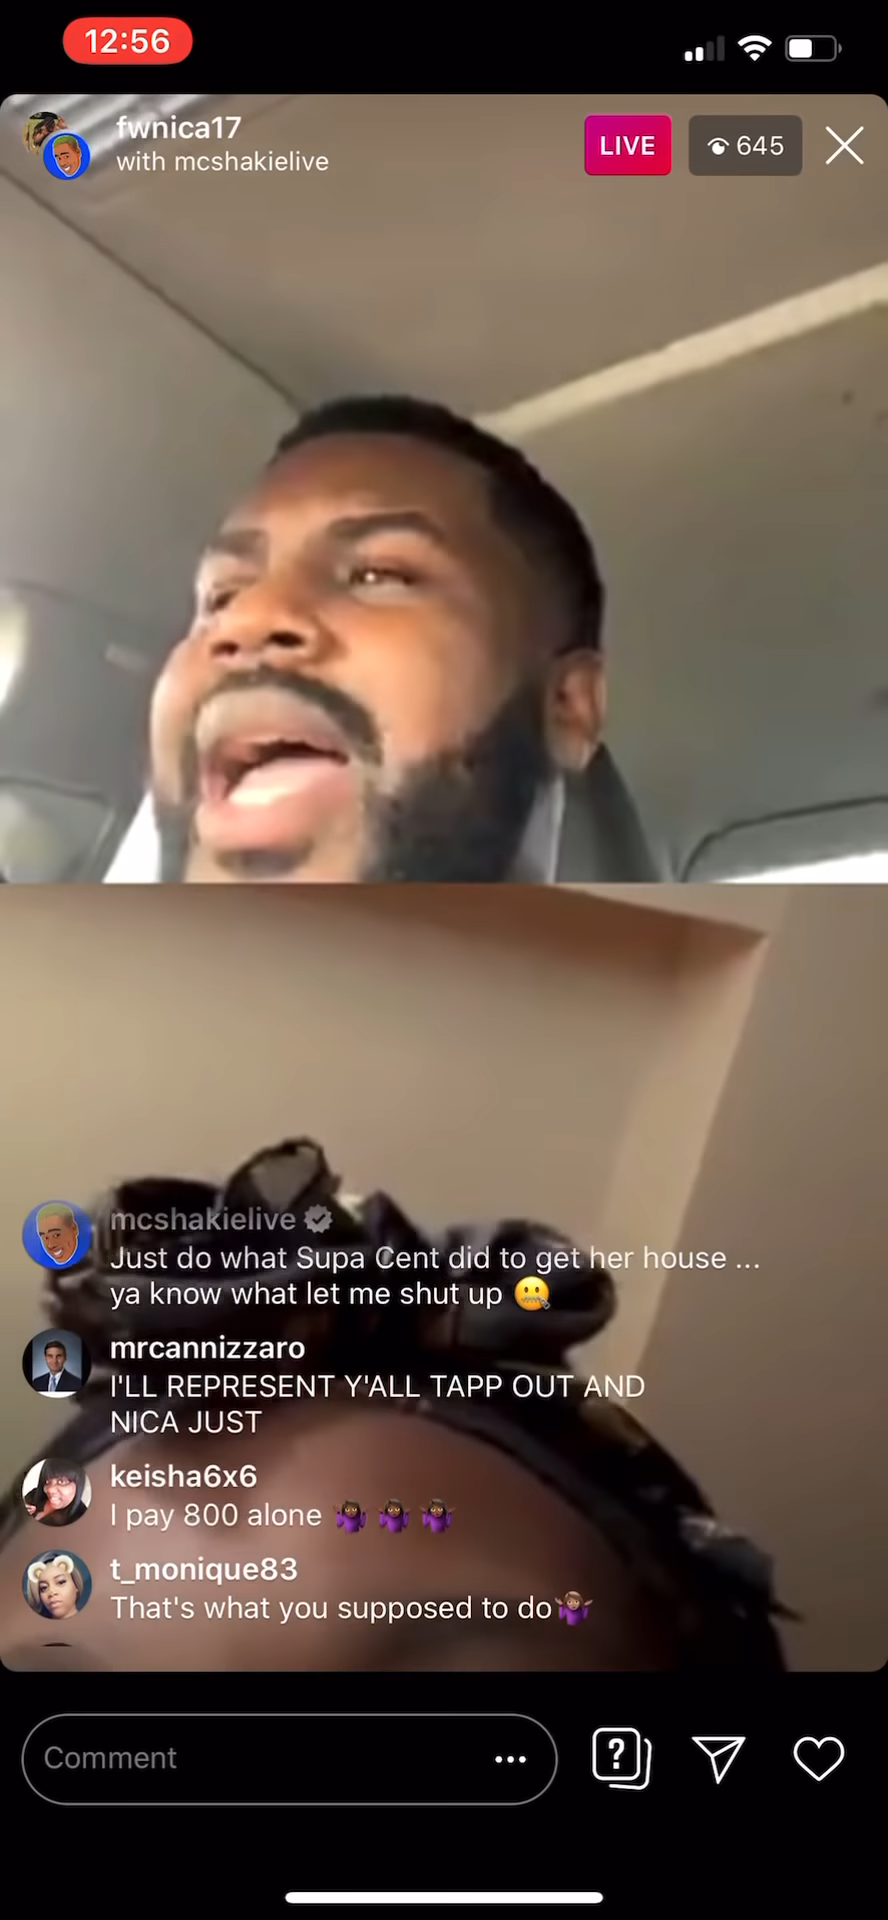 12:56
fwnica17
with mcshakielive
LIVE
645
mcshakielive
Just do what Supa Cent did to get her house ...
ya know what let me shut up 🤐
mrcannizzaro
I'LL REPRESENT Y'ALL TAPP OUT AND
NICA JUST
keisha6x6
I pay 800 alone 🤷🏿‍♀️🤷🏿‍♀️🤷🏿‍♀️
t_monique83
That's what you supposed to do🤷🏽‍♀️
Comment